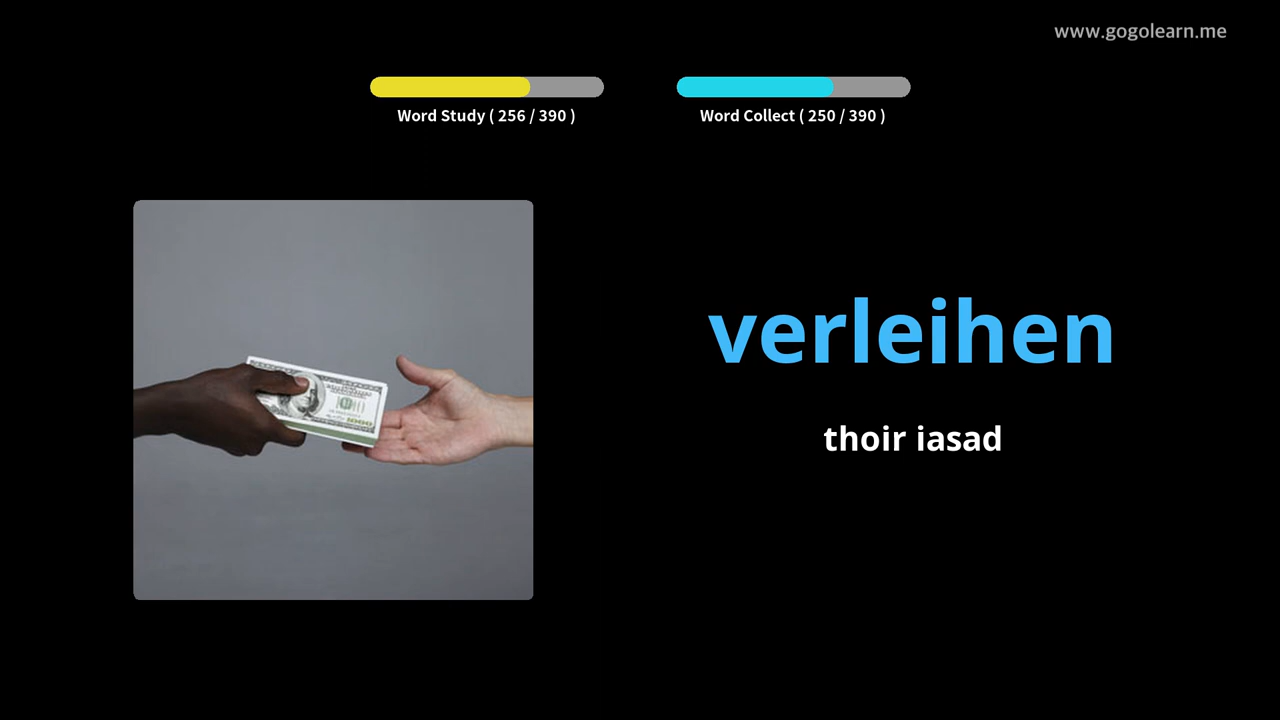 www.gogolearn.me
Word Study ( 256 / 390 )
Word Collect ( 250 / 390 )
verleihen
thoir iasad